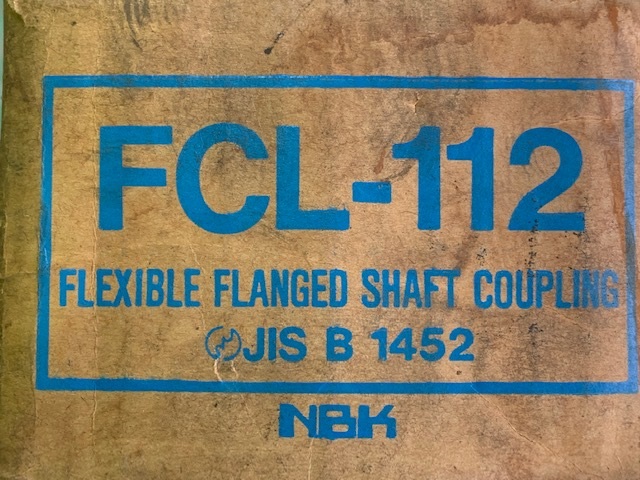 FCL-112
FLEXIBLE FLANGED SHAFT COUPLING
JIS B 1452
NBK